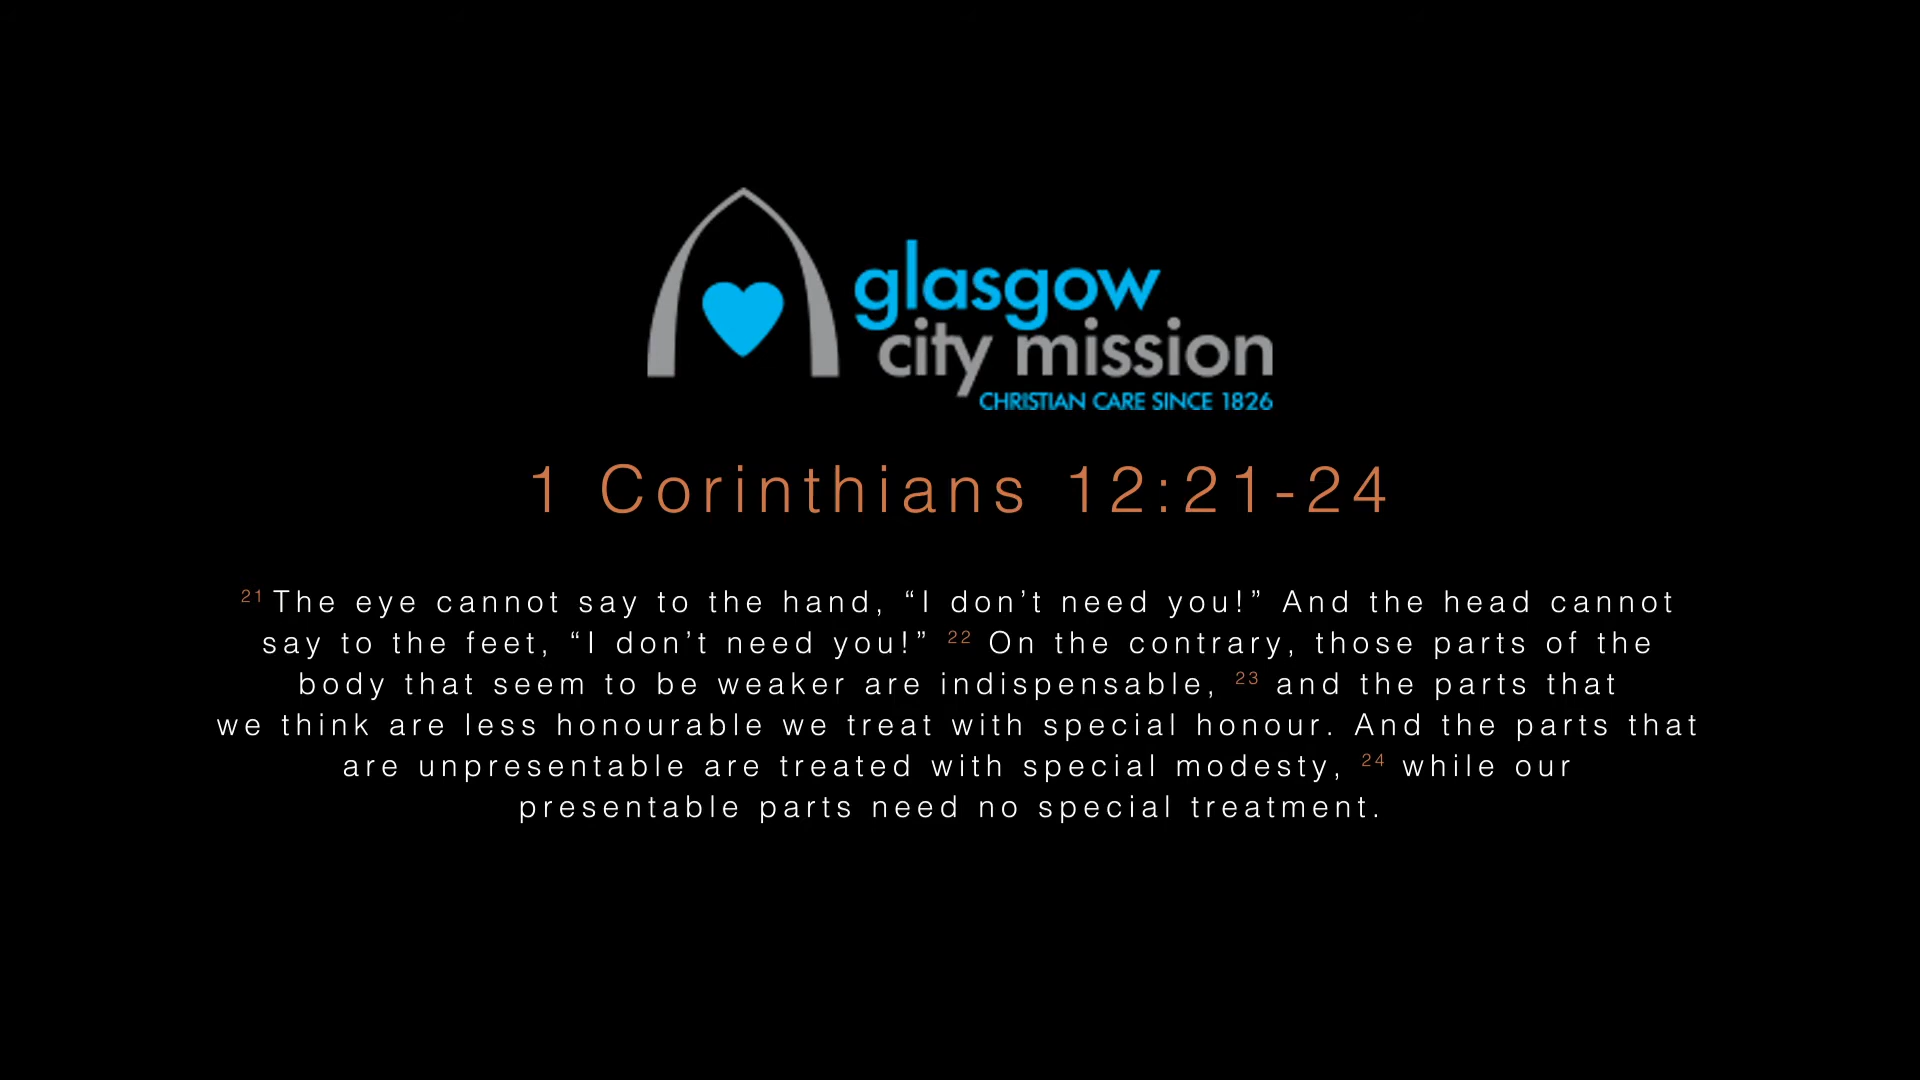 glasgow
city mission
CHRISTIAN CARE SINCE 1826
1 Corinthians 12:21-24
21 The eye cannot say to the hand, “I don’t need you!” And the head cannot
say to the feet, “I don’t need you!” 22 On the contrary, those parts of the
body that seem to be weaker are indispensable, 23 and the parts that
we think are less honourable we treat with special honour. And the parts that
are unpresentable are treated with special modesty, 24 while our
presentable parts need no special treatment.